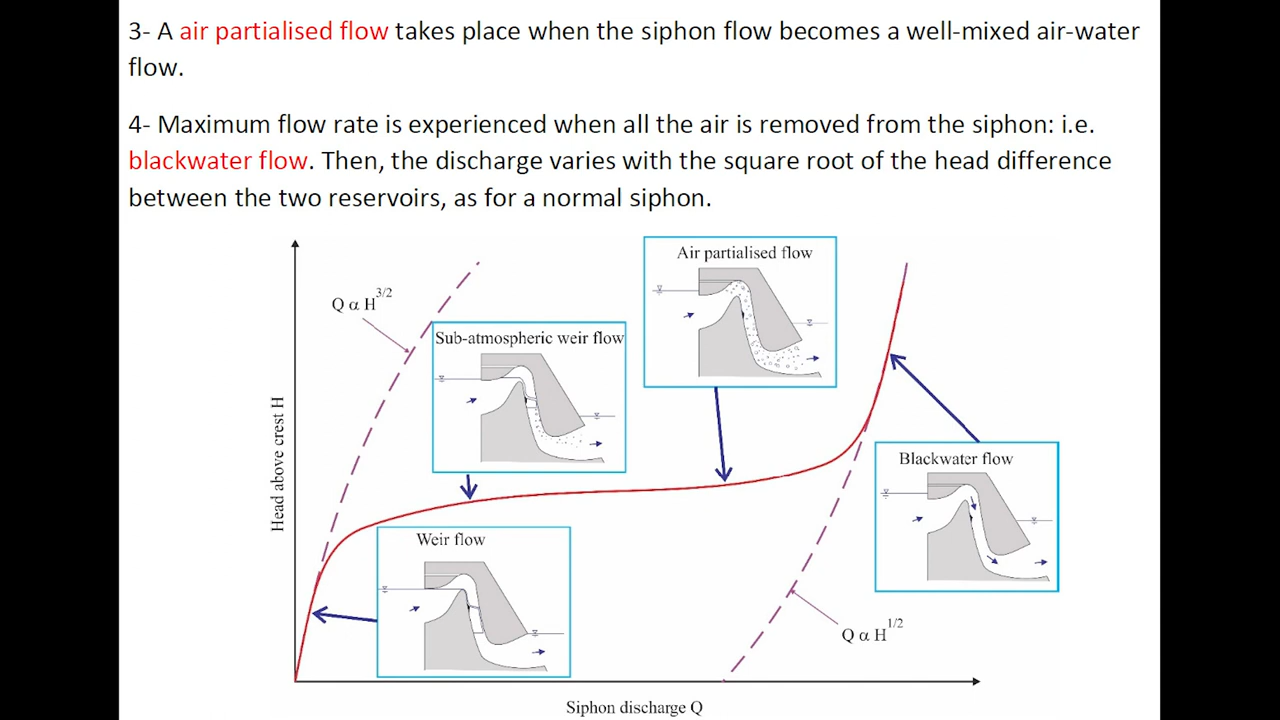 3- A air partialised flow takes place when the siphon flow becomes a well-mixed air-water
flow.
4- Maximum flow rate is experienced when all the air is removed from the siphon: i.e.
blackwater flow. Then, the discharge varies with the square root of the head difference
between the two reservoirs, as for a normal siphon.
Air partialised flow
Q α H^3/2
Sub-atmospheric weir flow
Head above crest H
Blackwater flow
Weir flow
Q α H^1/2
Siphon discharge Q